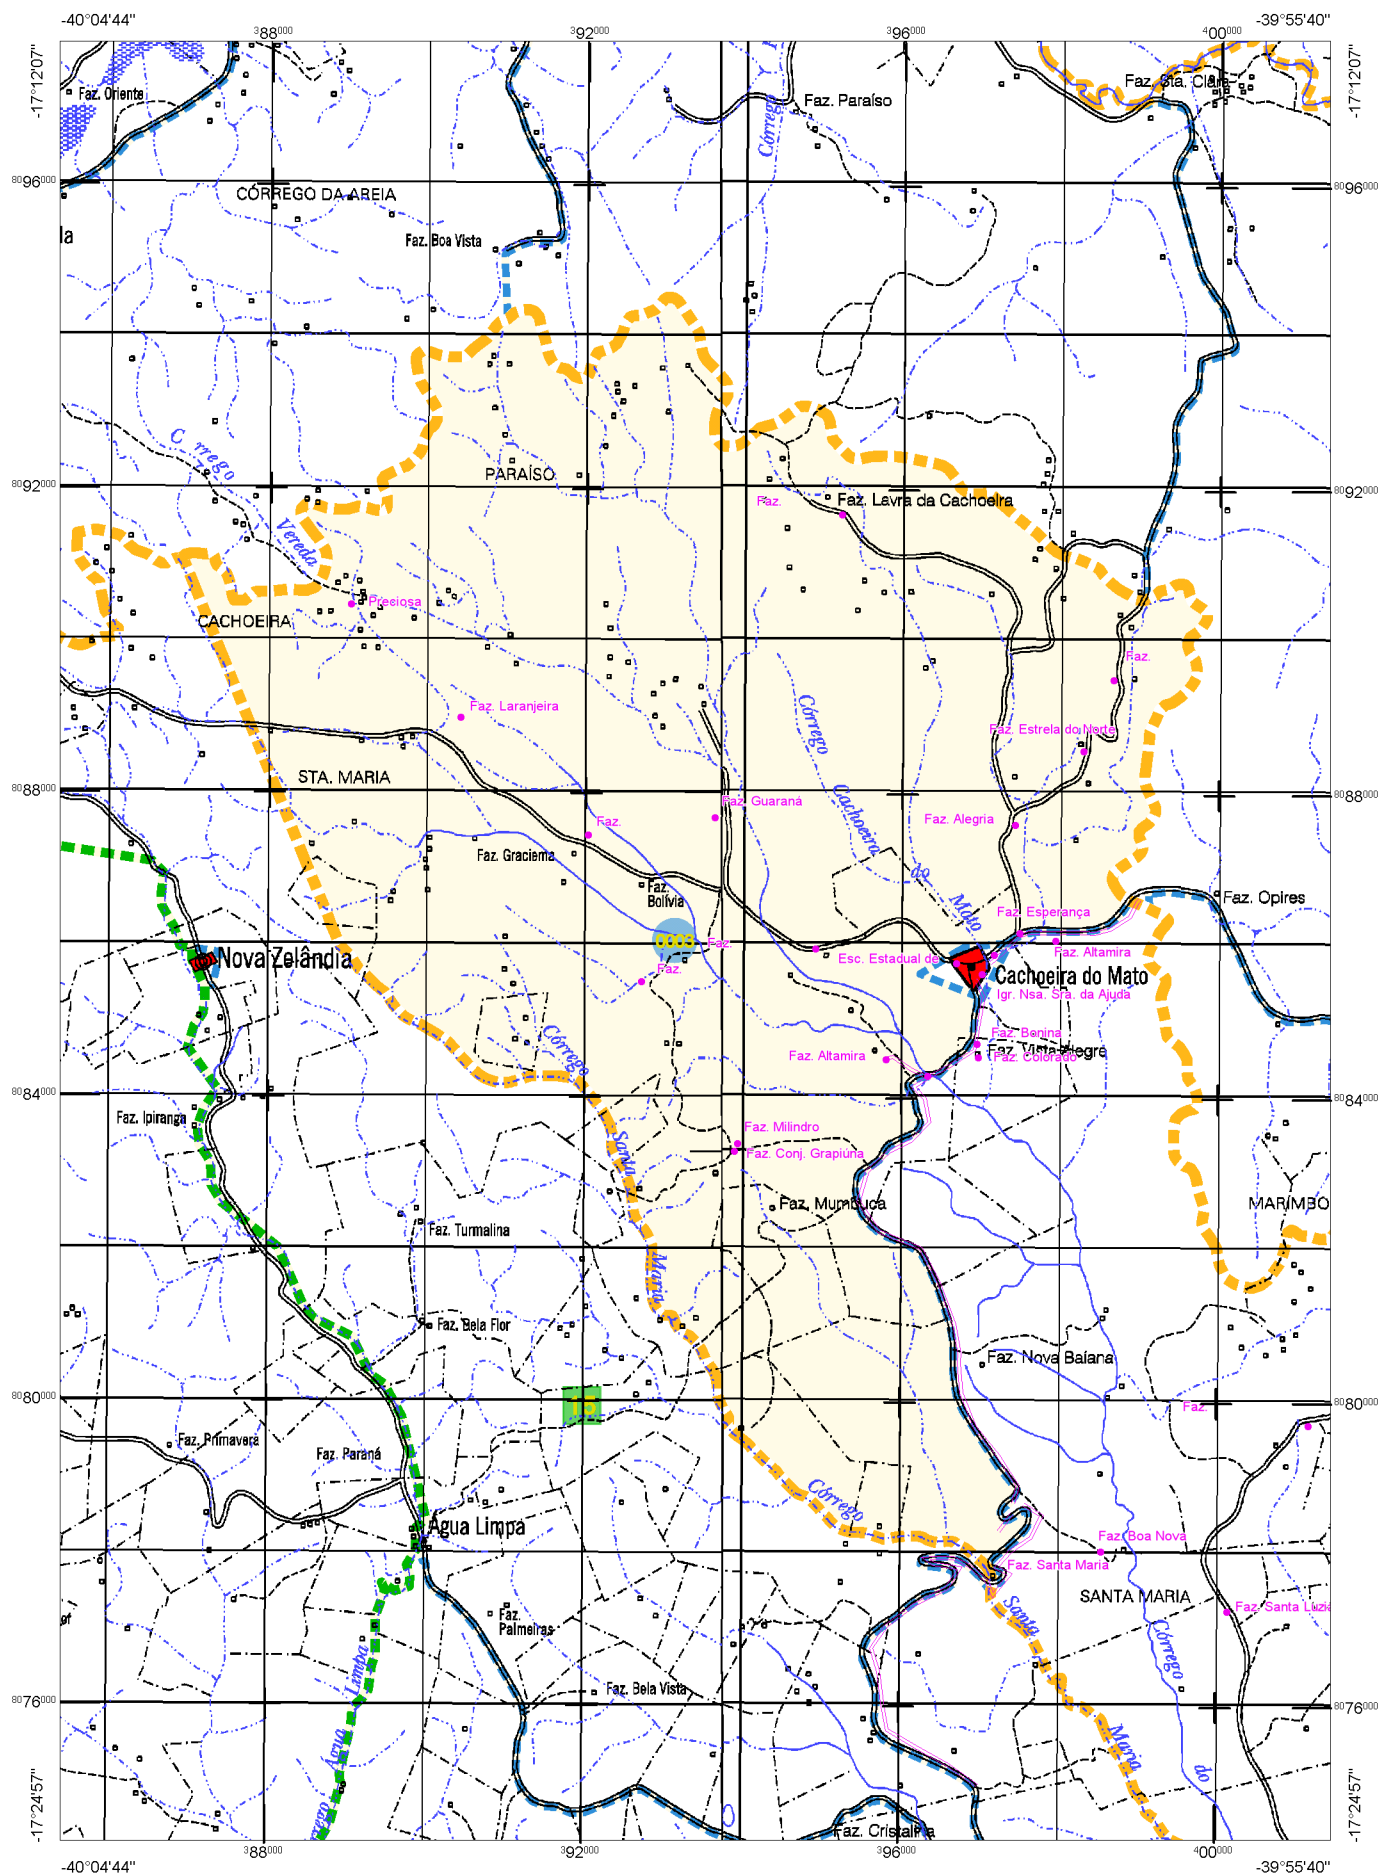 -40°04'44"
-39°55'40"
388000
392000
396000
400000
-17°12'07"
-17°12'07"
Faz. Oriente
Faz. Paraíso
Faz. Sta. Clara
Córrego
8096000
8096000
CÓRREGO DA AREIA
la
Faz. Boa Vista
C rrego
Vereda
PARAÍSO
8092000
8092000
Faz.
Faz. Lavra da Cachoeira
Preciosa
CACHOEIRA
Faz.
Faz. Laranjeira
Córrego
Faz. Estrela do Norte
STA. MARIA
8088000
8088000
Faz. Guaraná
Cachoeira
Faz.
Faz. Alegria
Faz. Graciema
do
Faz.
Bolívia
Mato
Faz. Opires
Faz. Esperança
0003
Faz.
Faz. Altamira
Nova Zelândia
Esc. Estadual de
Faz.
Cachoeira do Mato
Igr. Nsa. Sra. da Ajuda
Faz. Bonina
Córrego
Faz. Altamira
Faz. Vista Alegre
Faz. Colorado
8084000
8084000
Faz. Ipiranga
Faz. Milindro
Santa
Faz. Conj. Grapiuna
Faz. Mumbuca
MARIMBO
Faz. Turmalina
Maria
Faz. Bela Flor
Faz. Nova Baiana
8080000
8080000
15
Faz.
Faz. Primavera
Faz. Paraná
Córrego
Água Limpa
Faz. Boa Nova
Faz. Santa Maria
SANTA MARIA
Santa
Faz. Santa Luzia
Faz.
Palmeiras
Córrego
Limpa
Faz. Bela Vista
8076000
8076000
Maria
Água
do
-17°24'57"
-17°24'57"
rrego
Faz. Cristalina
388000
392000
396000
400000
-40°04'44"
-39°55'40"